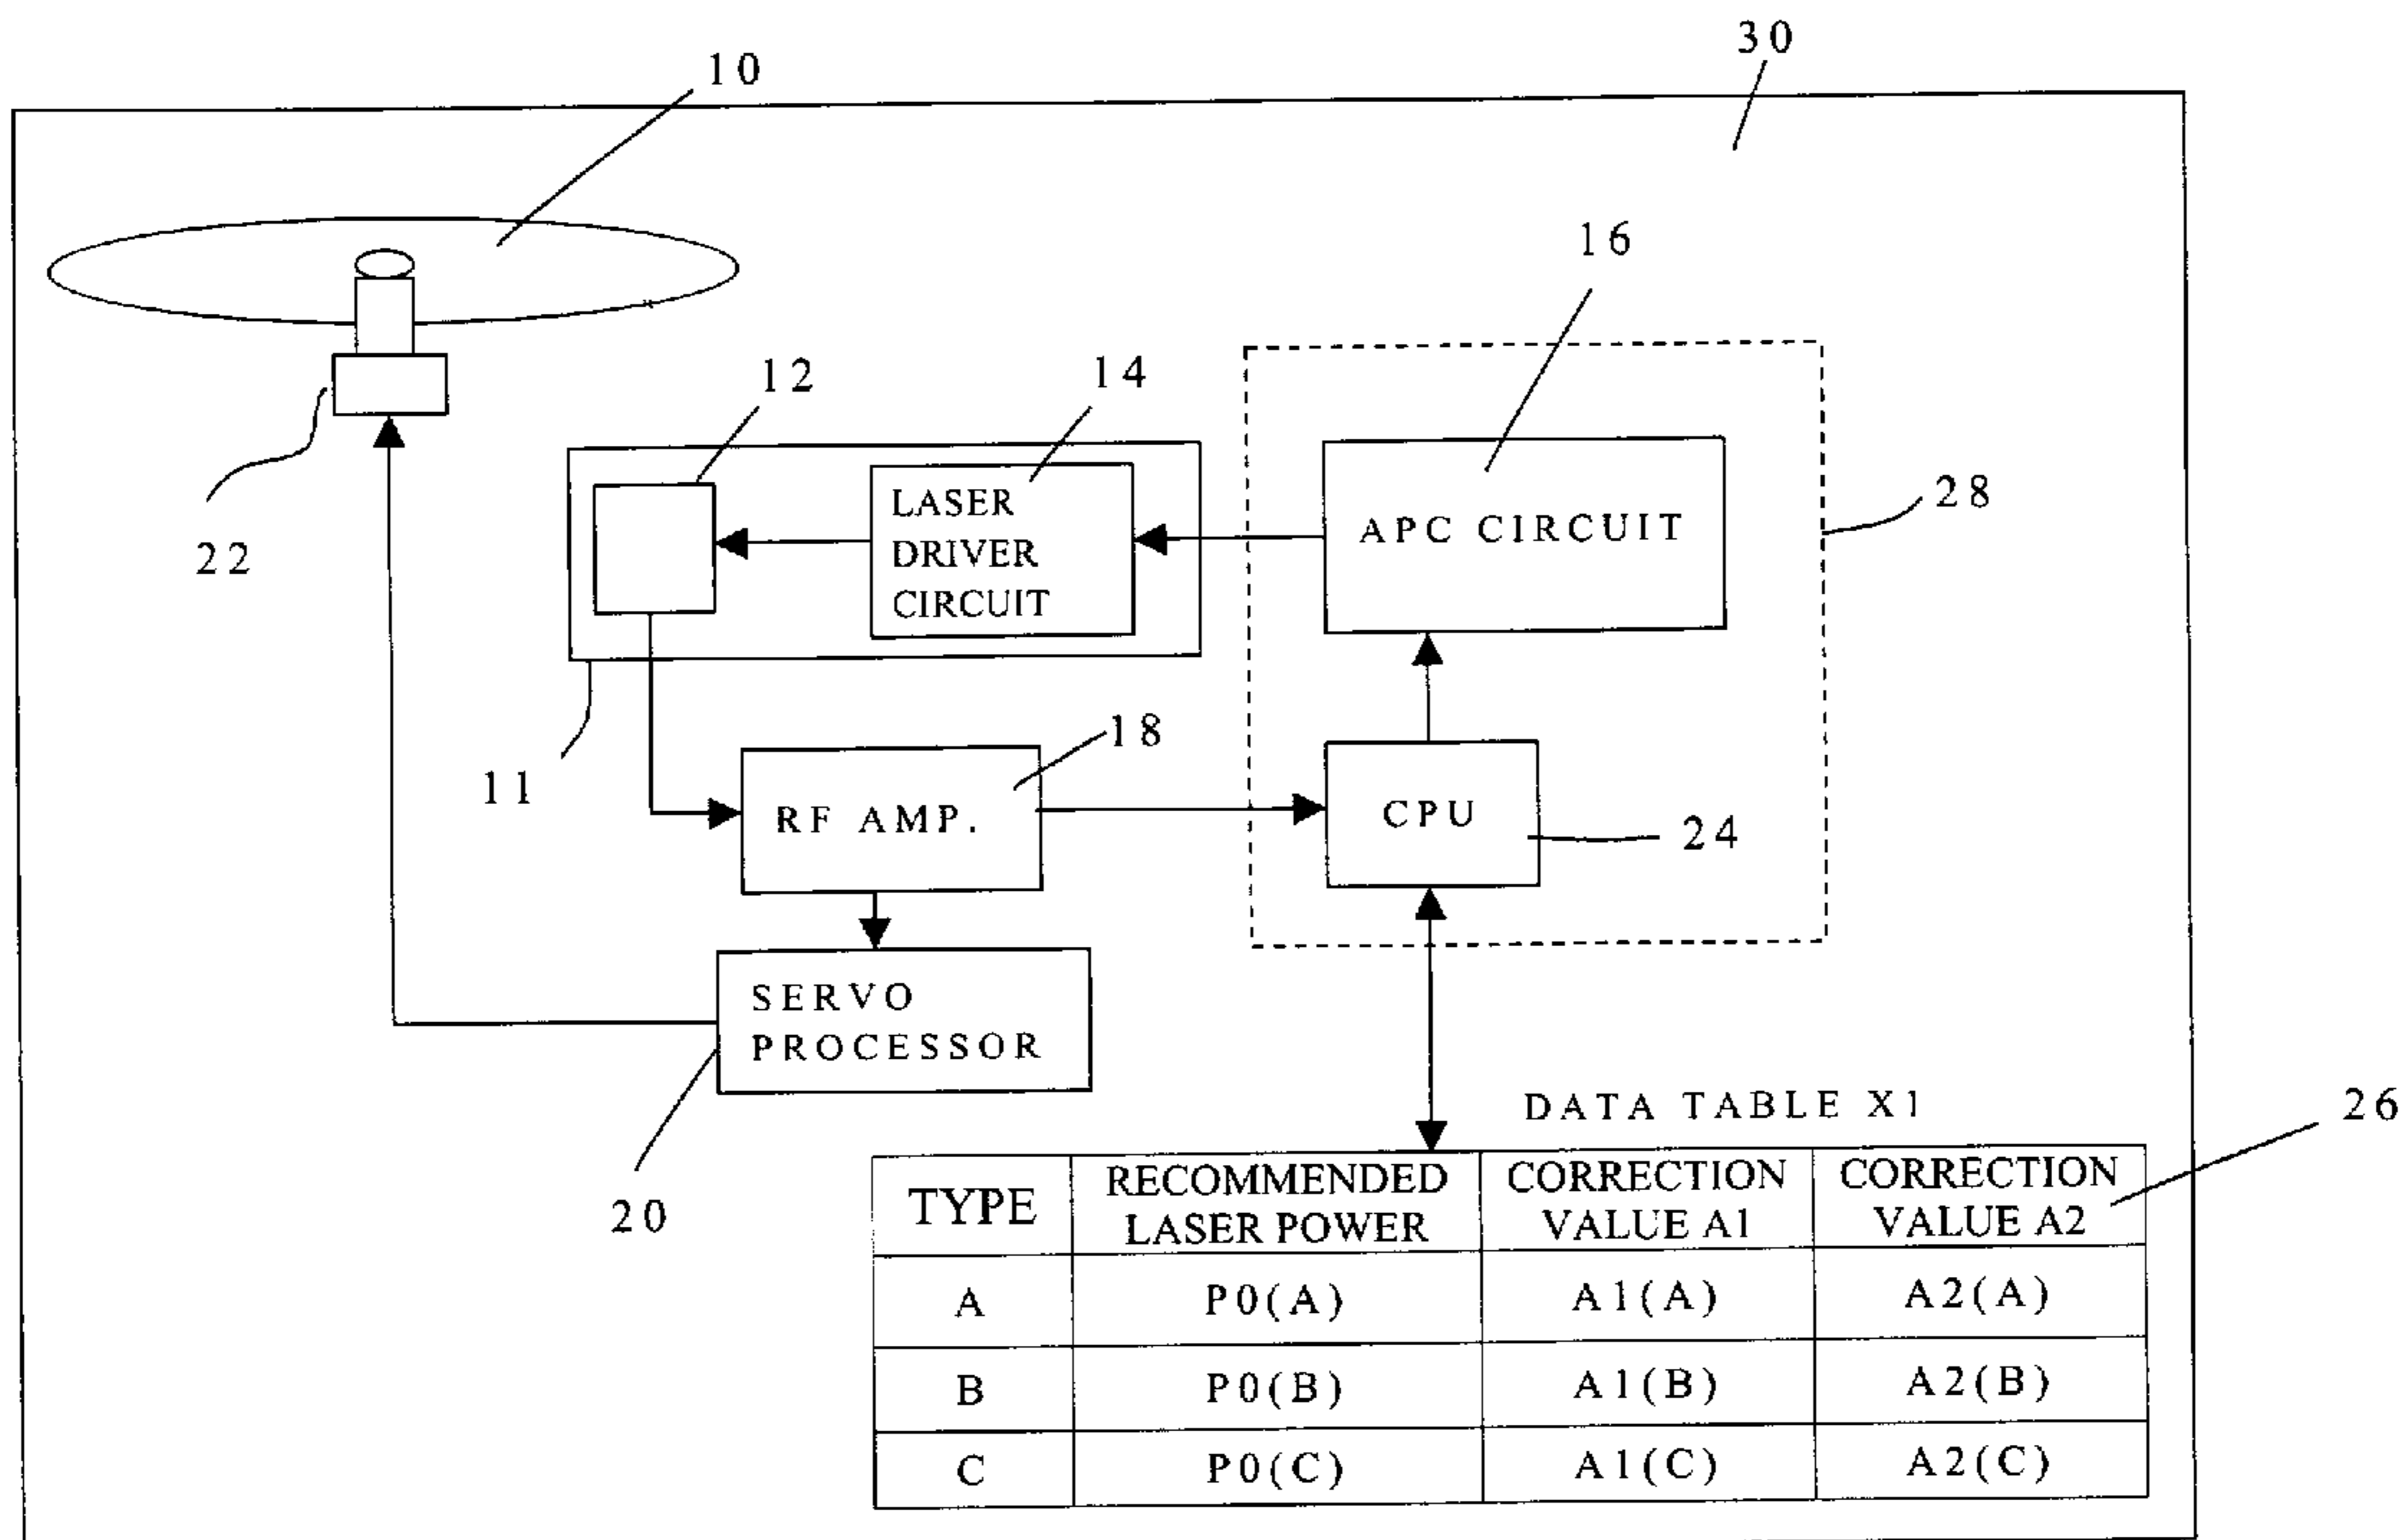 30
10
16
12
14
28
LASER
DRIVER
CIRCUIT
APC CIRCUIT
22
18
11
RF AMP.
CPU
24
SERVO
PROCESSOR
20
DATA TABLE X1
26
TYPE RECOMMENDED LASER POWER CORRECTION VALUE A1 CORRECTION VALUE A2
A P0(A) A1(A) A2(A)
B P0(B) A1(B) A2(B)
C P0(C) A1(C) A2(C)